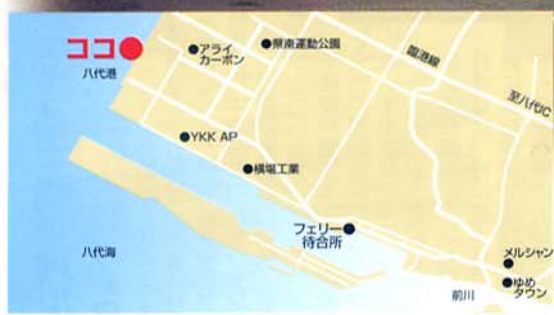 ココ
八代港
アライ
カーボン
県南運動公園
臨港線
至八代IC
YKK AP
横場工業
フェリー
待合所
八代海
メルシャン
ゆめ
タウン
前川